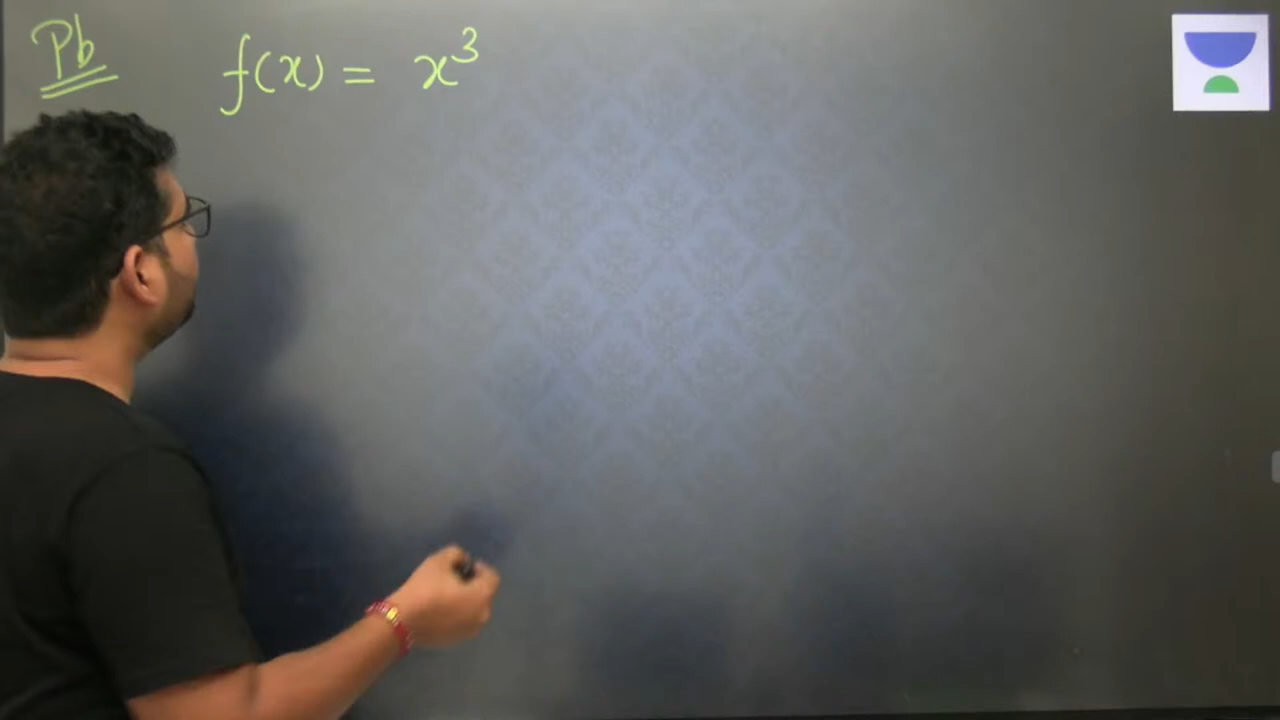 Pb f(x) = x³